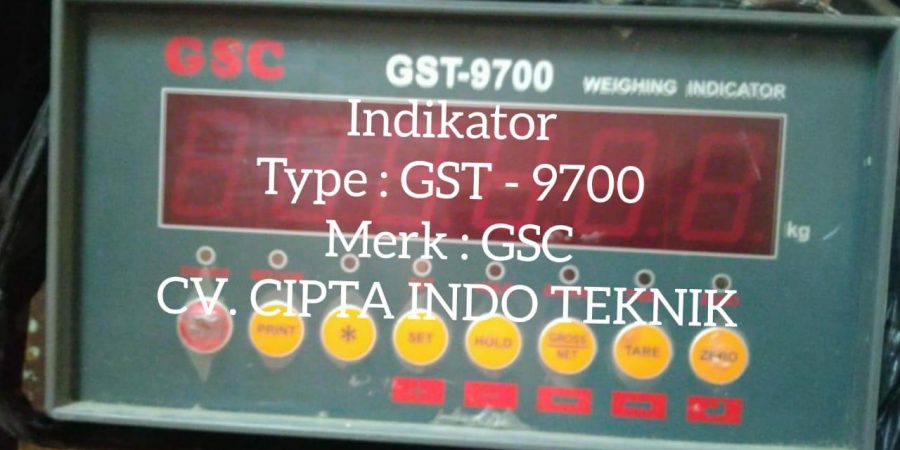 GSC
GST-9700 WEIGHING INDICATOR
Indikator
Type : GST - 9700
kg
Merk : GSC
CV. CIPTA INDO TEKNIK
PRINT * SET HOLD GROSS/NET TARE ZERO